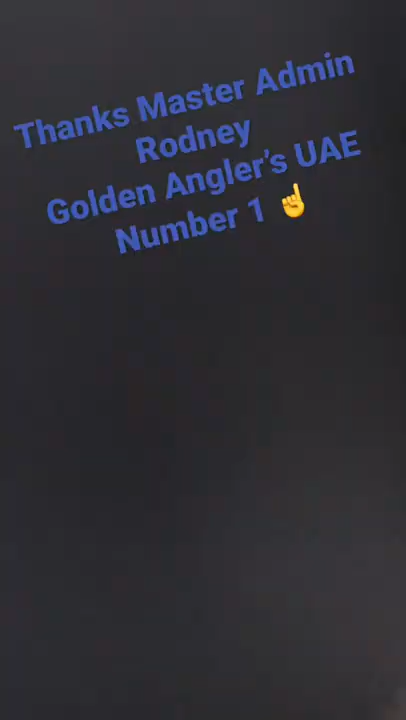 Thanks Master Admin
Rodney
Golden Angler's UAE
Number 1 ☝️